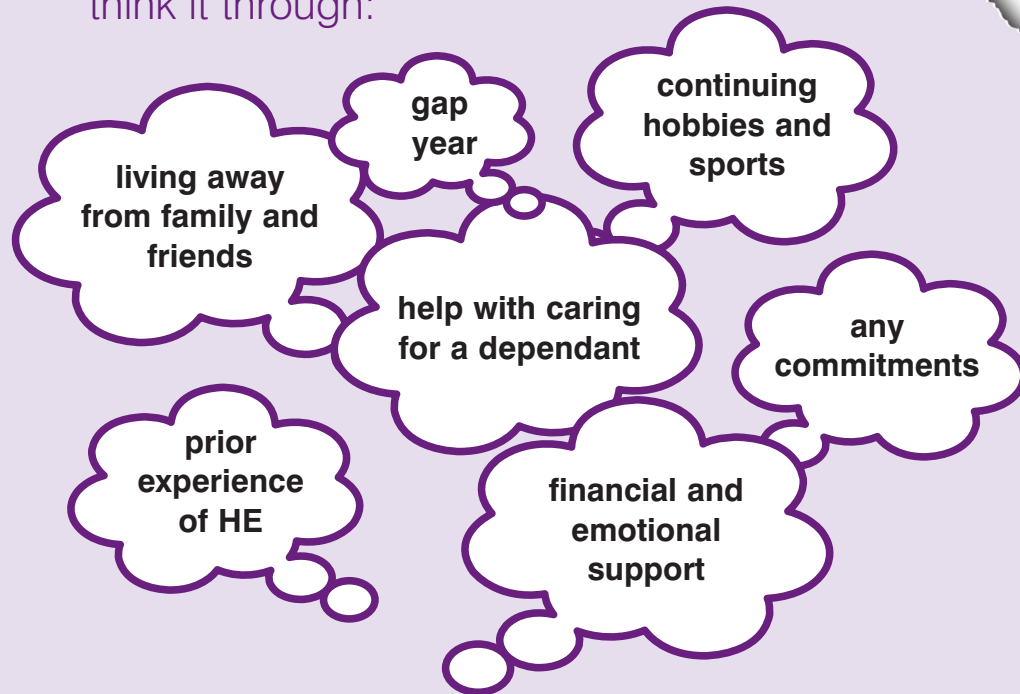 think it through:
gap
year
continuing
hobbies and
sports
living away
from family and
friends
help with caring
for a dependant
any
commitments
prior
experience
of HE
financial and
emotional
support